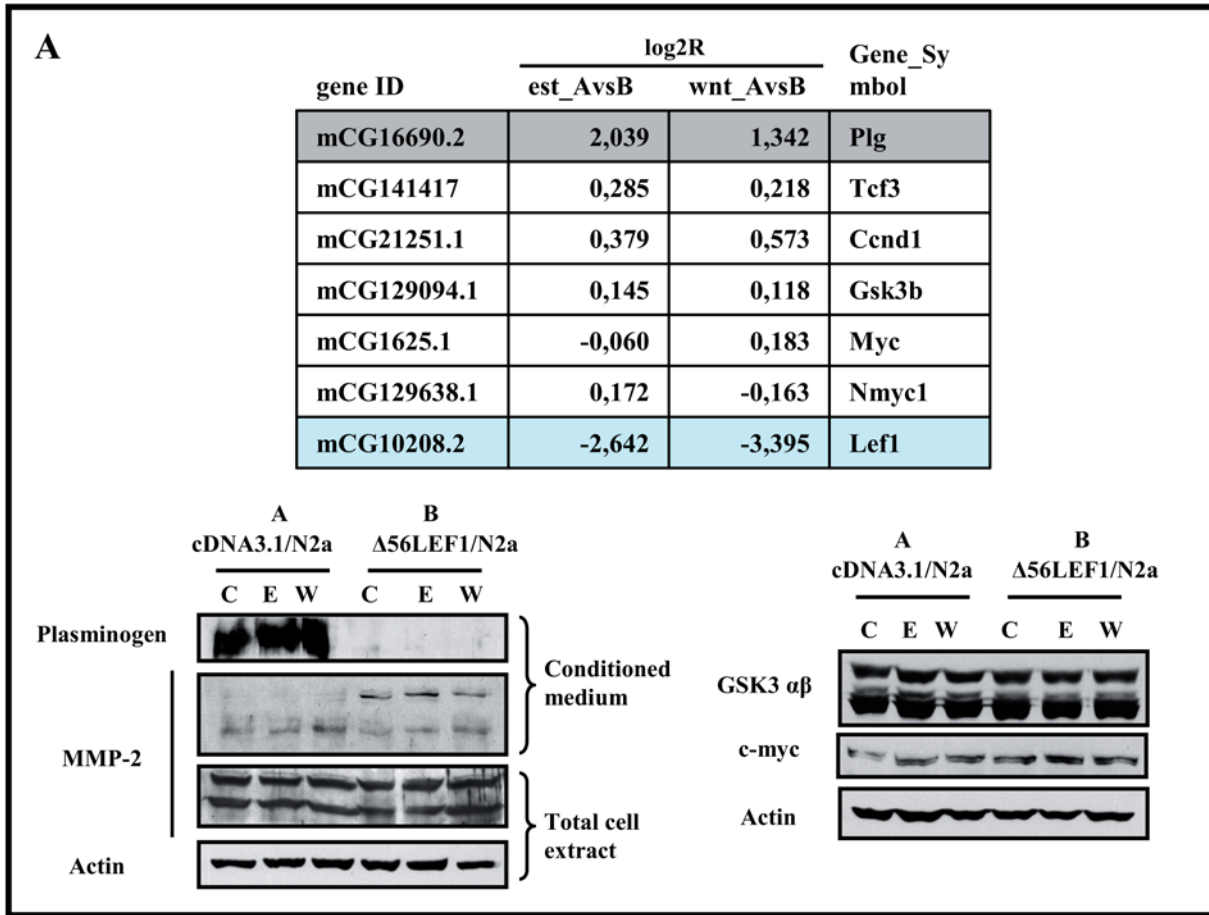 A
log2R
gene ID est_AvsB wnt_AvsB Gene_Sy
mbol
mCG16690.2 2,039 1,342 Plg
mCG141417 0,285 0,218 Tcf3
mCG21251.1 0,379 0,573 Ccnd1
mCG129094.1 0,145 0,118 Gsk3b
mCG1625.1 -0,060 0,183 Myc
mCG129638.1 0,172 -0,163 Nmyc1
mCG10208.2 -2,642 -3,395 Lef1
A B
cDNA3.1/N2a Δ56LEF1/N2a
C E W C E W
Plasminogen
Conditioned
medium
MMP-2
Total cell
extract
Actin
A B
cDNA3.1/N2a Δ56LEF1/N2a
C E W C E W
GSK3 αβ
c-myc
Actin